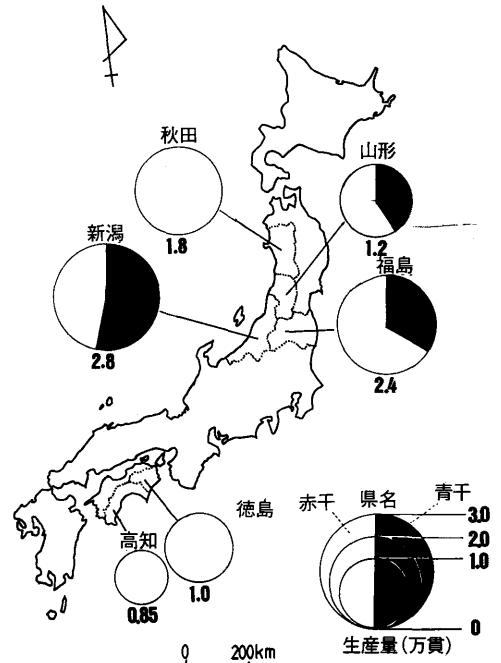 秋田
1.8
山形
1.2
新潟
2.8
福島
2.4
高知
0.85
徳島
1.0
赤干
県名
青干
3.0
2.0
1.0
0
生産量(万貫)
0 200km